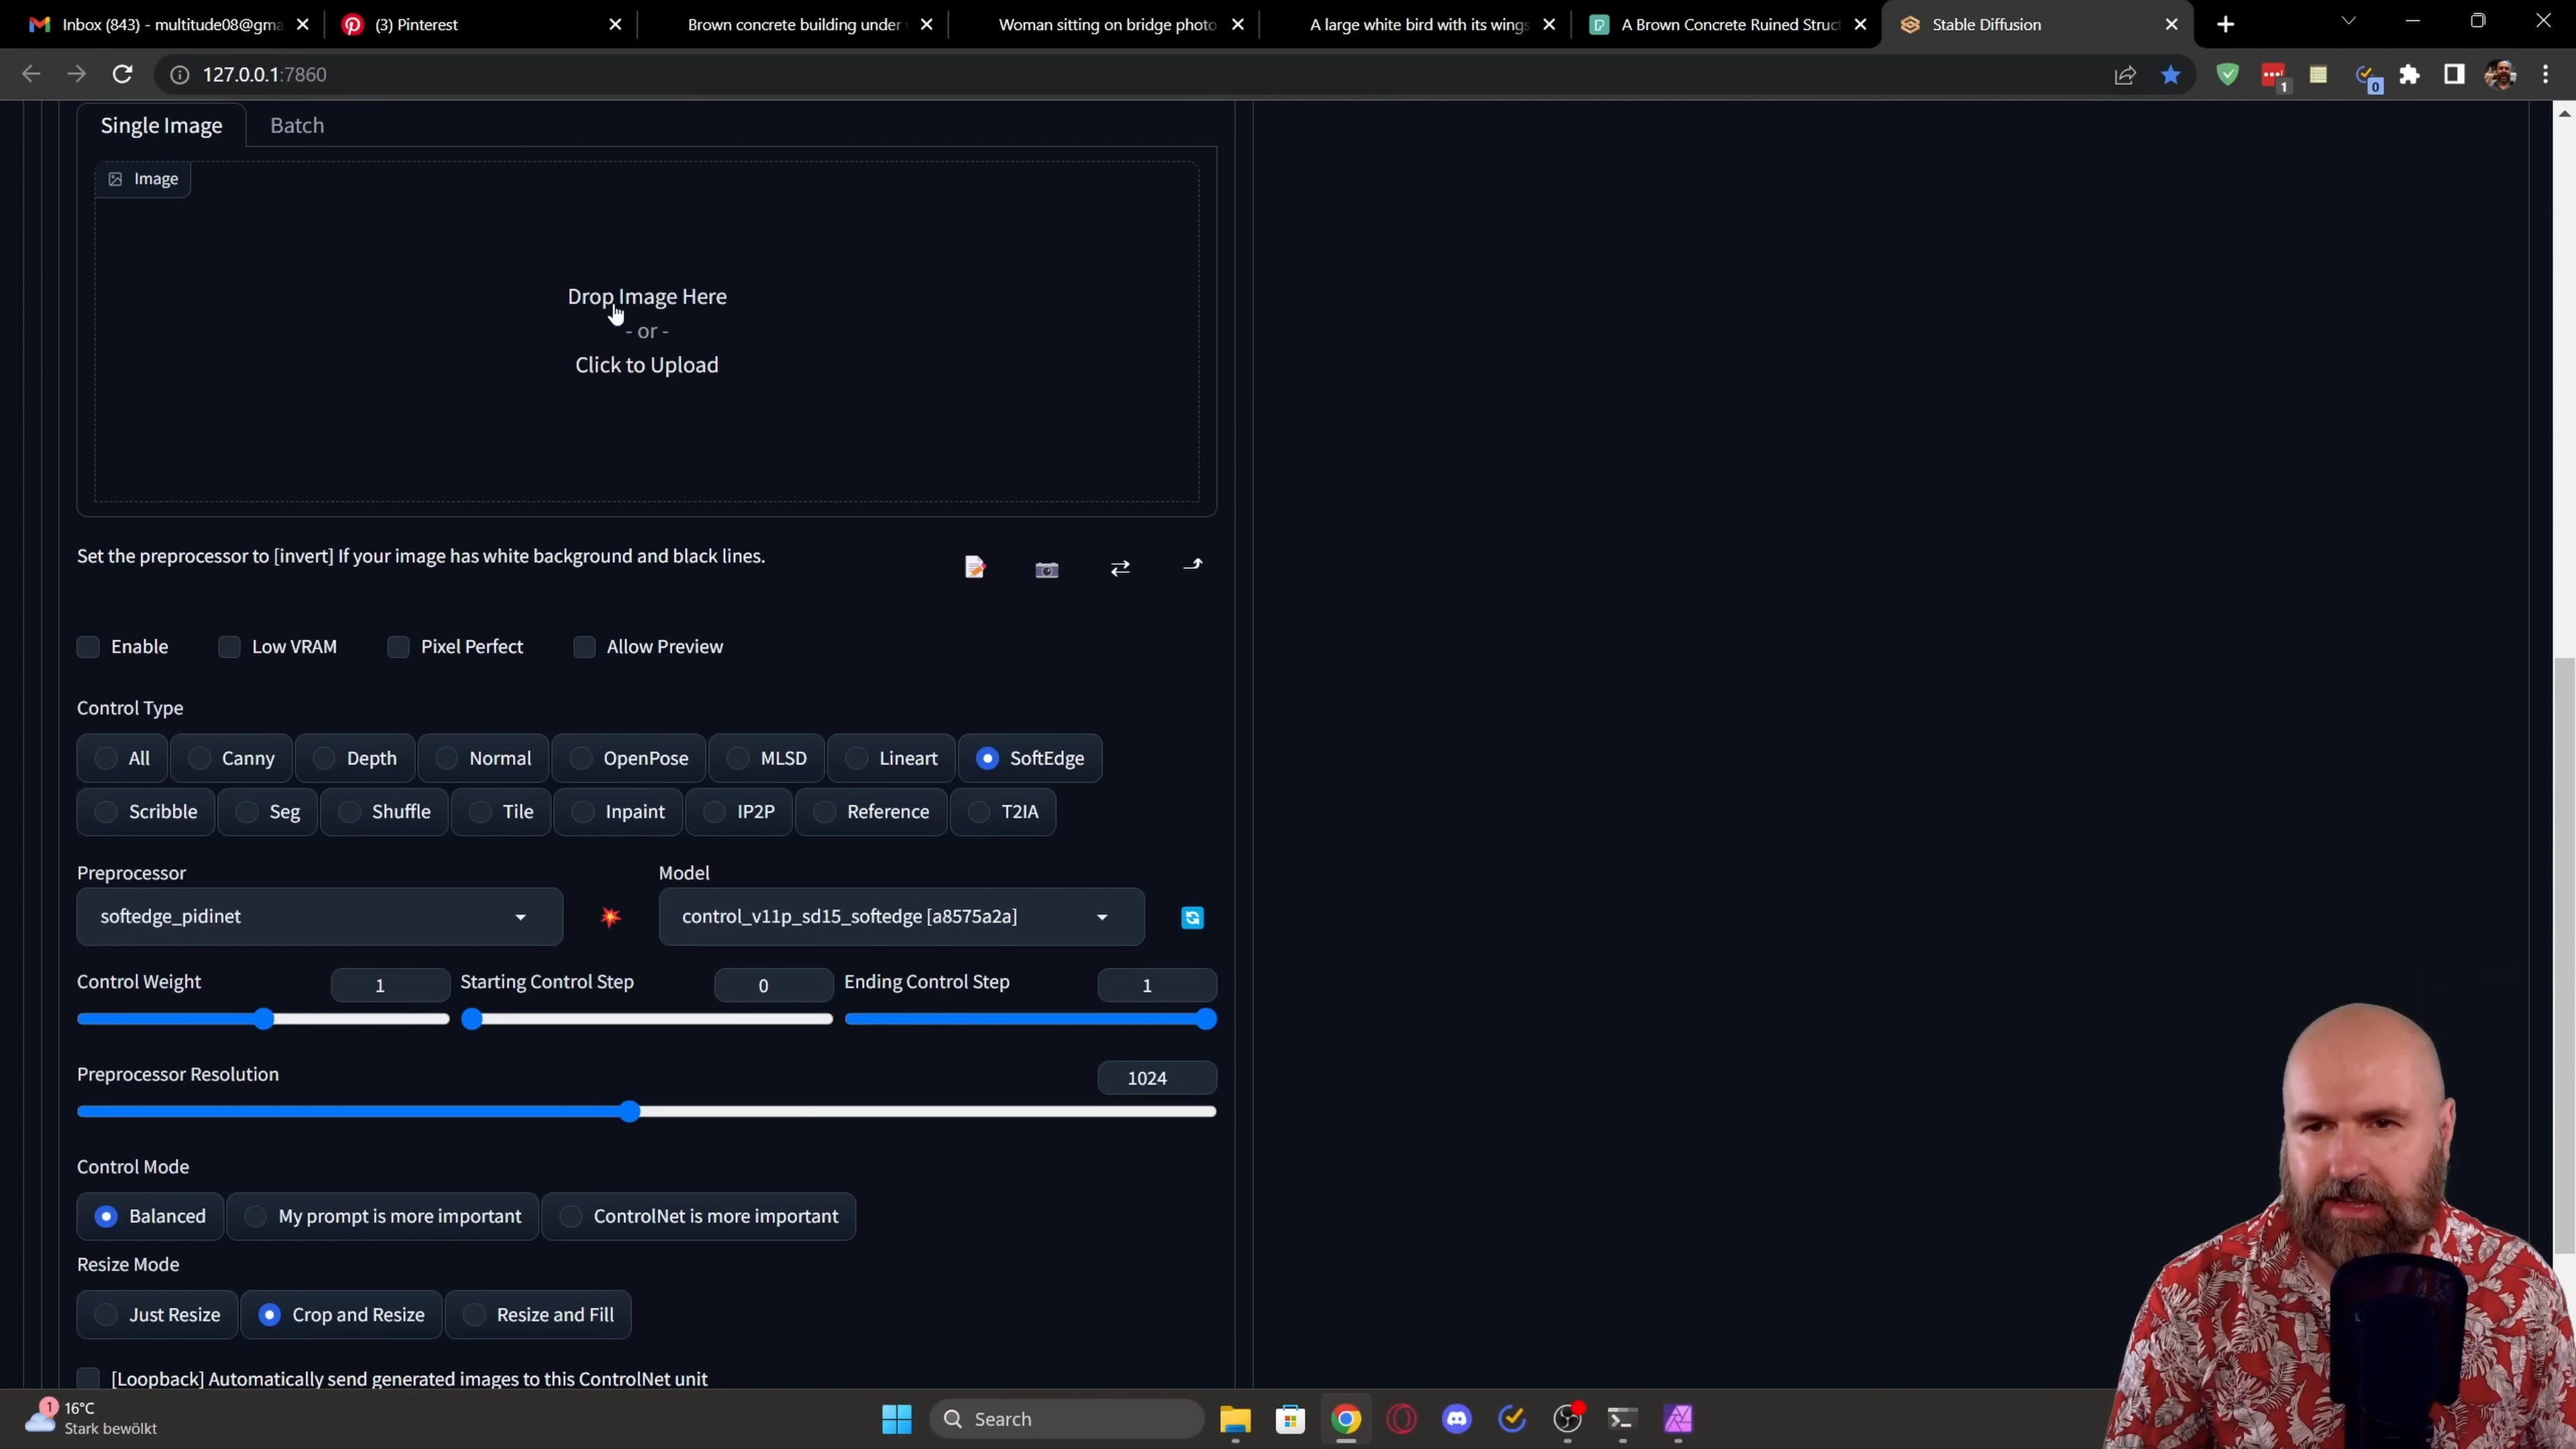 Inbox (843) - multitude08@gma
(3) Pinterest
Brown concrete building under
Woman sitting on bridge photo
A large white bird with its wings
A Brown Concrete Ruined Struct
Stable Diffusion
127.0.0.1:7860
1
0
Single Image
Batch
Image
Drop Image Here
- or -
Click to Upload
Set the preprocessor to [invert] If your image has white background and black lines.
Enable
Low VRAM
Pixel Perfect
Allow Preview
Control Type
All
Canny
Depth
Normal
OpenPose
MLSD
Lineart
SoftEdge
Scribble
Seg
Shuffle
Tile
Inpaint
IP2P
Reference
T2IA
Preprocessor
Model
softedge_pidinet
control_v11p_sd15_softedge [a8575a2a]
Control Weight
1
Starting Control Step
0
Ending Control Step
1
Preprocessor Resolution
1024
Control Mode
Balanced
My prompt is more important
ControlNet is more important
Resize Mode
Just Resize
Crop and Resize
Resize and Fill
[Loopback] Automatically send generated images to this ControlNet unit
1
16°C
Stark bewölkt
Search